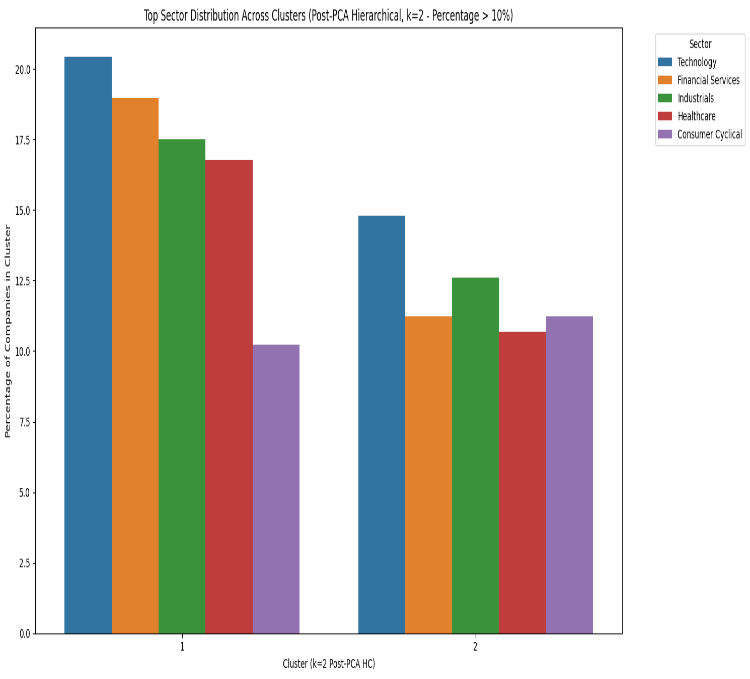 Top Sector Distribution Across Clusters (Post-PCA Hierarchical, k=2 - Percentage > 10%)
Sector
Technology
Financial Services
Industrials
Healthcare
Consumer Cyclical
Percentage of Companies in Cluster
20.0
17.5
15.0
12.5
10.0
7.5
5.0
2.5
0.0
1
2
Cluster (k=2 Post-PCA HC)